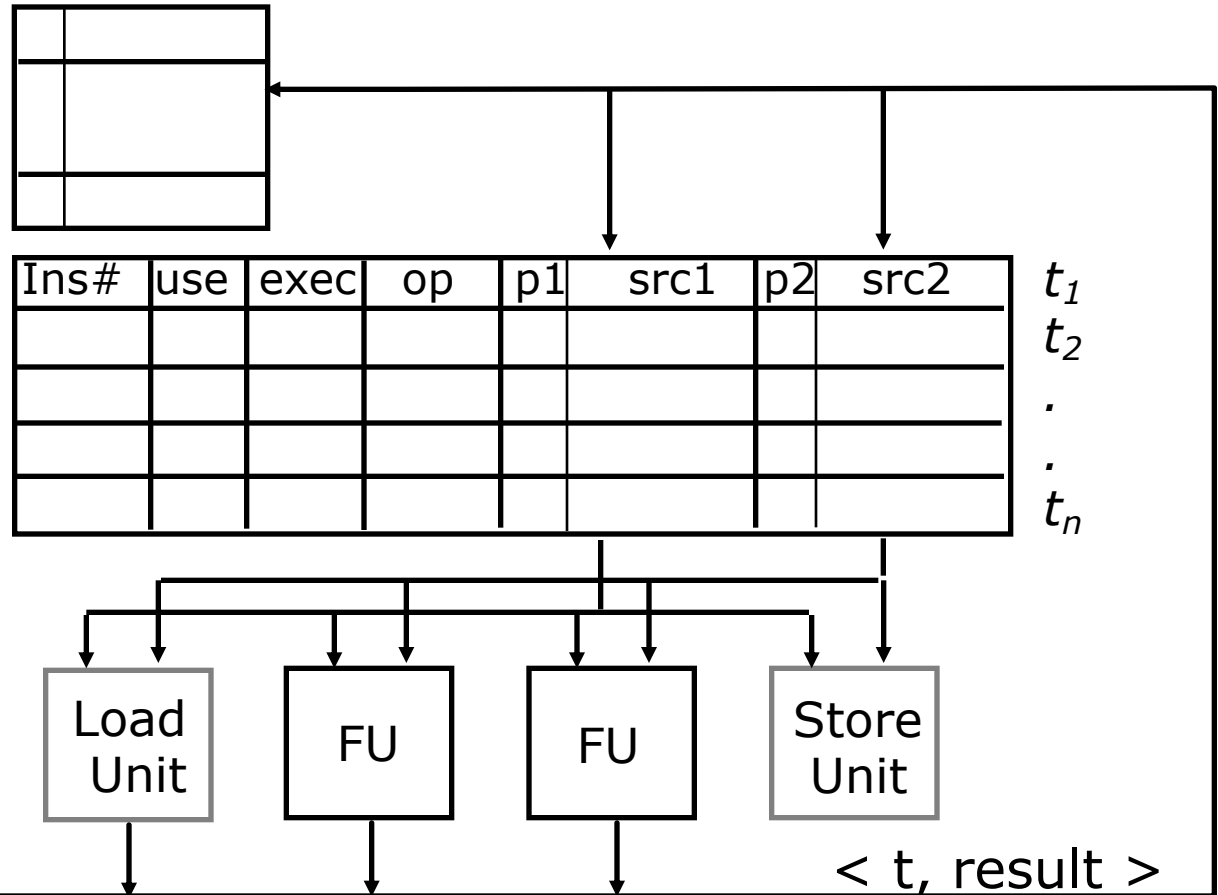 Ins# use exec op p1 src1 p2 src2 t₁
t₂
.
.
tₙ
Load Unit
FU
FU
Store Unit
< t, result >